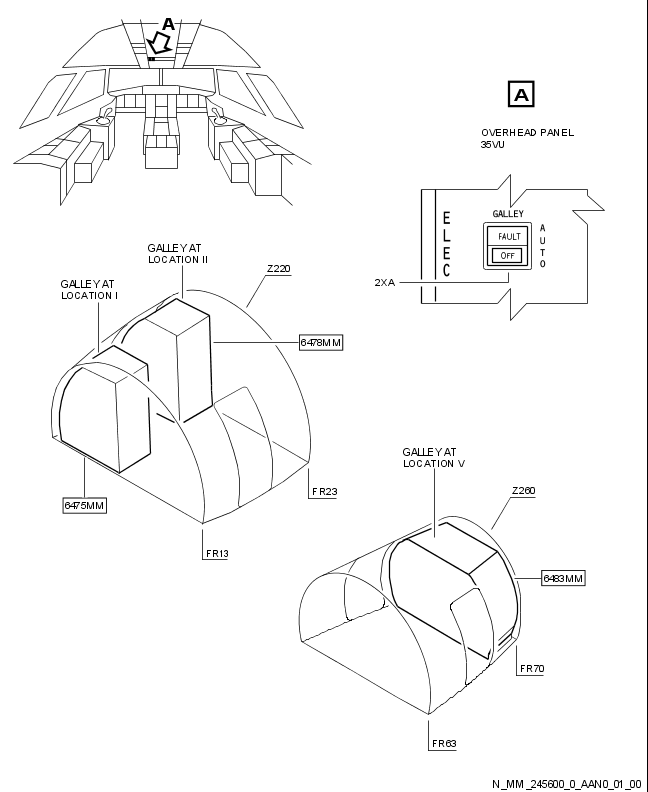 A
A
OVERHEAD PANEL
35VU
ELEC
GALLEY
FAULT
OFF
AUTO
2XA
GALLEY AT
LOCATION II
Z220
GALLEY AT
LOCATION I
6478MM
6475MM
FR23
FR13
GALLEY AT
LOCATION V
Z260
6483MM
FR70
FR63
N_MM_245600_0_AAN0_01_00